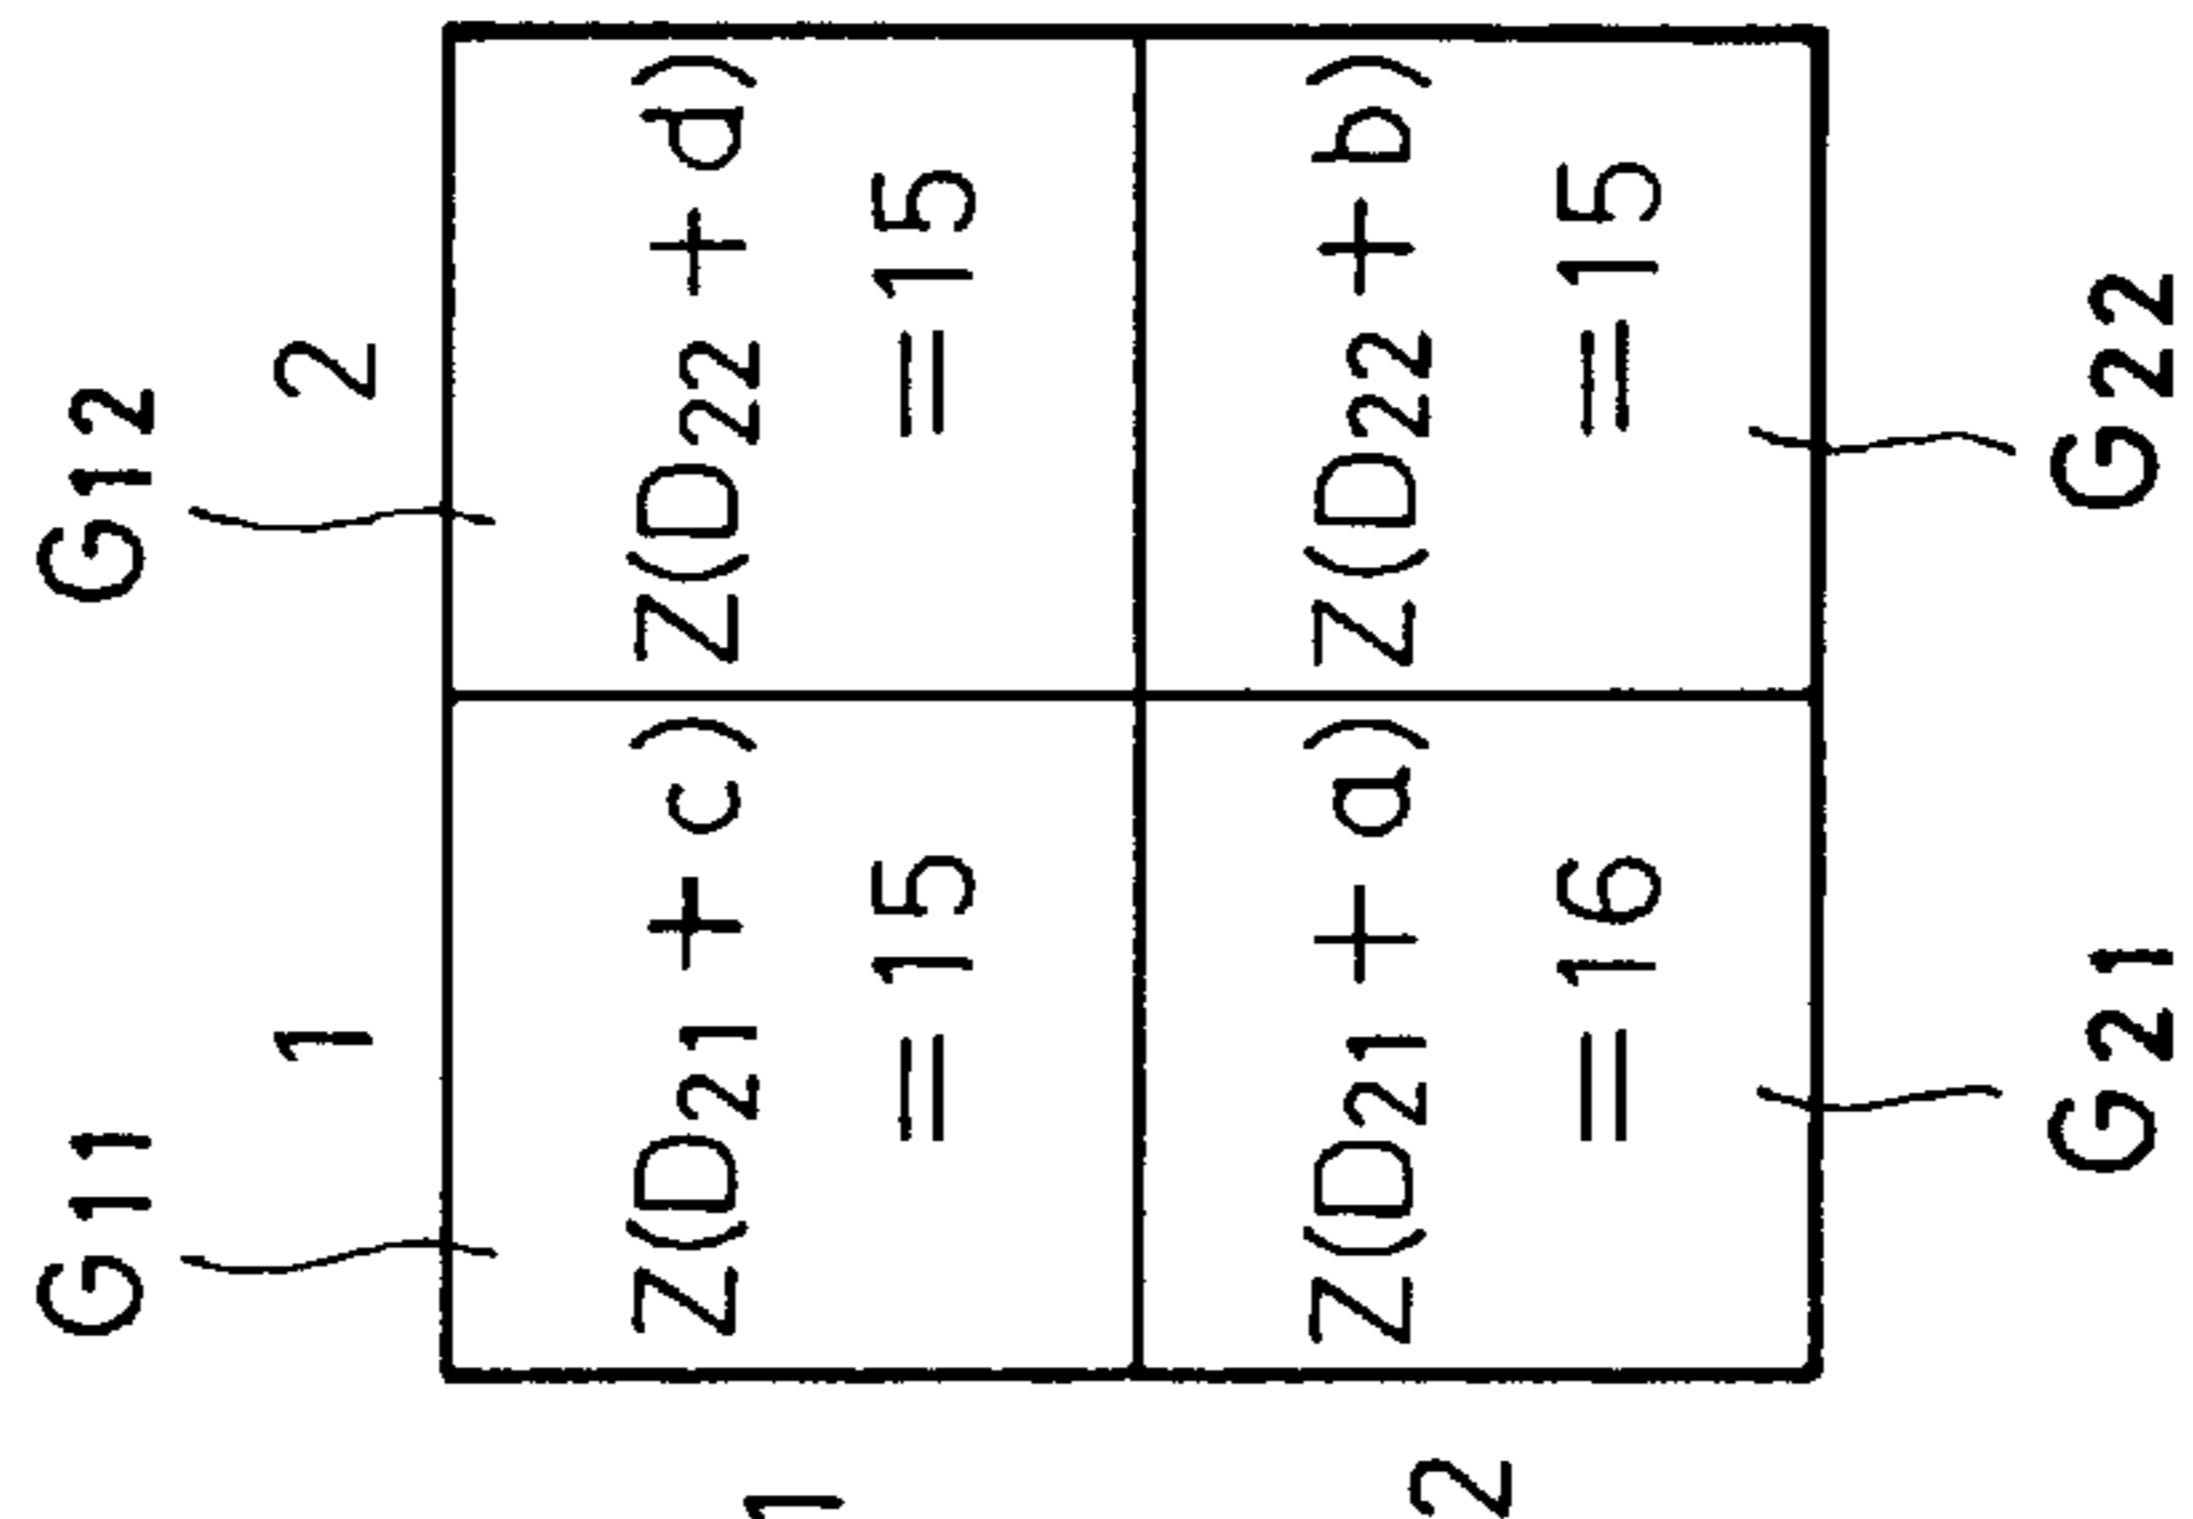 G11 G12
1 2
1 Z(D21+c) Z(D22+d)
=15 =15
2 Z(D21+a) Z(D22+b)
=16 =15
G21 G22